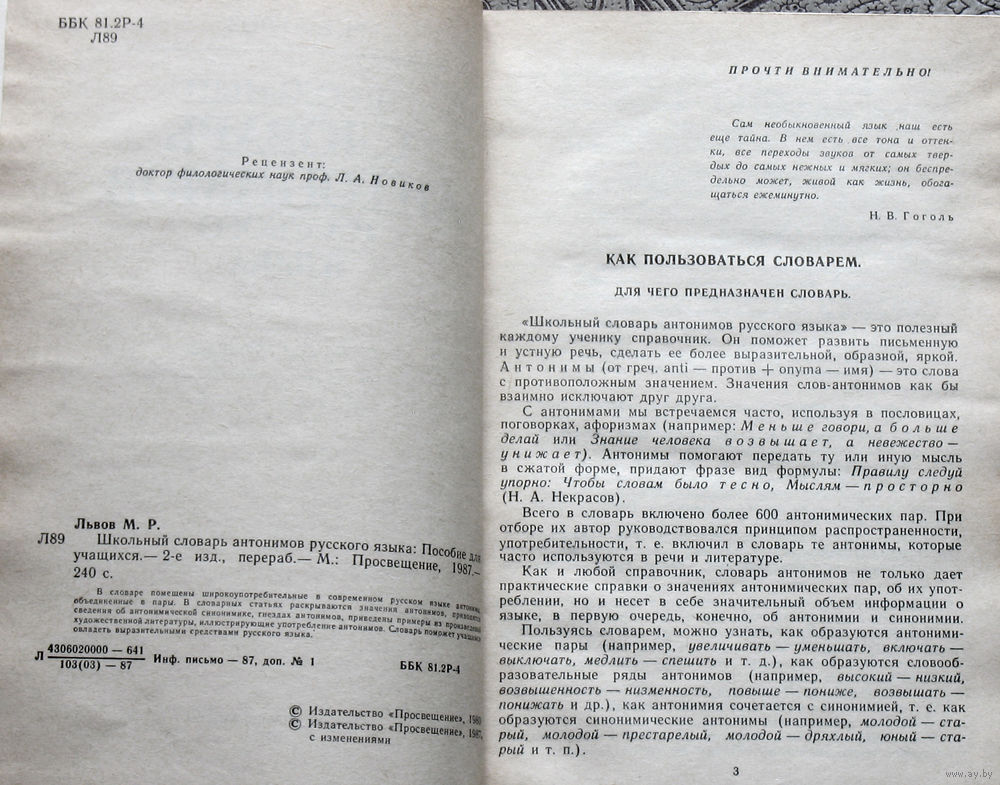 ББК 81.2Р-4
Л89
Рецензент:
доктор филологических наук проф. Л. А. Новиков
Львов М. Р.
Л89 Школьный словарь антонимов русского языка: Пособие для
учащихся.— 2-е изд., перераб.— М.: Просвещение, 1987.—
240 с.
В словаре помещены широкоупотребительные в современном русском языке антонимы,
объединенные в пары. В словарных статьях раскрываются значения антонимов, приводятся
сведения об антонимической синонимике, гнездах антонимов, приведены примеры из произведений
художественной литературы, иллюстрирующие употребление антонимов. Словарь поможет учащимся
овладеть выразительными средствами русского языка.
Л 4306020000 — 641
103(03) — 87
Инф. письмо — 87, доп. № 1
ББК 81.2Р-4
© Издательство «Просвещение», 1980
© Издательство «Просвещение», 1987,
с изменениями
ПРОЧТИ ВНИМАТЕЛЬНО!
Сам необыкновенный язык наш есть
еще тайна. В нем есть все тона и оттен-
ки, все переходы звуков от самых твер-
дых до самых нежных и мягких; он беспре-
дельно может, живой как жизнь, обога-
щаться ежеминутно.
Н. В. Гоголь
КАК ПОЛЬЗОВАТЬСЯ СЛОВАРЕМ.
ДЛЯ ЧЕГО ПРЕДНАЗНАЧЕН СЛОВАРЬ.
«Школьный словарь антонимов русского языка» — это полезный
каждому ученику справочник. Он поможет развить письменную
и устную речь, сделать ее более выразительной, образной, яркой.
Антонимы (от греч. anti — против + onyma — имя) — это слова
с противоположным значением. Значения слов-антонимов как бы
взаимно исключают друг друга.
С антонимами мы встречаемся часто, используя в пословицах,
поговорках, афоризмах (например: Меньше говори, а больше
делай или Знание человека возвышает, а невежество —
унижает). Антонимы помогают передать ту или иную мысль
в сжатой форме, придают фразе вид формулы: Правилу следуй
упорно: Чтобы словам было тесно, Мыслям — просторно
(Н. А. Некрасов).
Всего в словарь включено более 600 антонимических пар. При
отборе их автор руководствовался принципом распространенности,
употребительности, т. е. включил в словарь те антонимы, которые
часто используются в речи и литературе.
Как и любой справочник, словарь антонимов не только дает
практические справки о значениях антонимических пар, об их упот-
реблении, но и несет в себе значительный объем информации о
языке, в первую очередь, конечно, об антонимии и синонимии.
Пользуясь словарем, можно узнать, как образуются антоними-
ческие пары (например, увеличивать — уменьшать, включать —
выключать, медлить — спешить и т. д.), как образуются словооб-
разовательные ряды антонимов (например, высокий — низкий,
возвышенность — низменность, повыше — пониже, возвышать —
понижать и др.), как антонимия сочетается с синонимией, т. е. как
образуются синонимические антонимы (например, молодой — ста-
рый, молодой — престарелый, молодой — дряхлый, юный — ста-
рый и т. п.).
3
www.ay.by